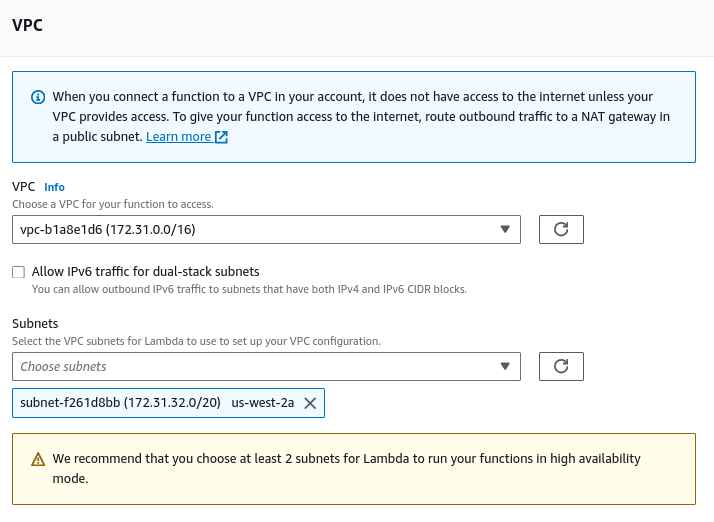 VPC
When you connect a function to a VPC in your account, it does not have access to the internet unless your
VPC provides access. To give your function access to the internet, route outbound traffic to a NAT gateway in
a public subnet. Learn more
VPC Info
Choose a VPC for your function to access.
vpc-b1a8e1d6 (172.31.0.0/16)
Allow IPv6 traffic for dual-stack subnets
You can allow outbound IPv6 traffic to subnets that have both IPv4 and IPv6 CIDR blocks.
Subnets
Select the VPC subnets for Lambda to use to set up your VPC configuration.
Choose subnets
subnet-f261d8bb (172.31.32.0/20) us-west-2a
We recommend that you choose at least 2 subnets for Lambda to run your functions in high availability
mode.